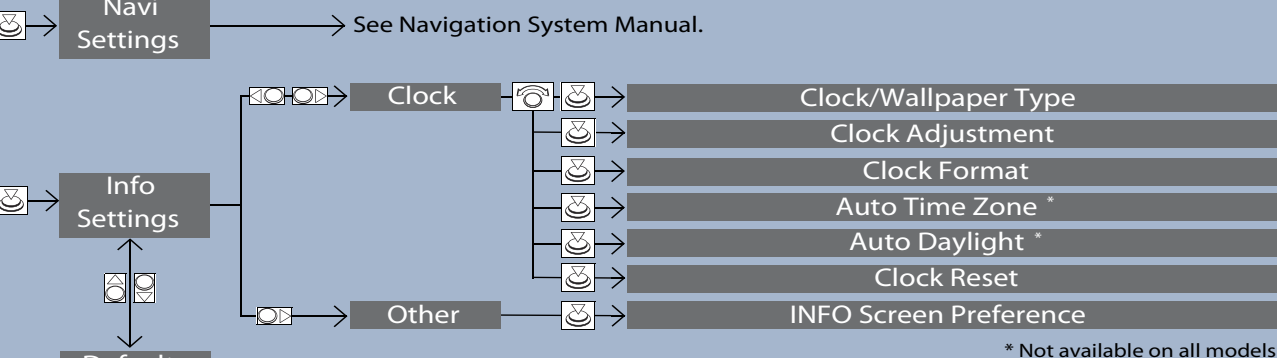 Navi
Settings
See Navigation System Manual.
Clock
Clock/Wallpaper Type
Clock Adjustment
Clock Format
Info
Settings
Auto Time Zone *
Auto Daylight *
Clock Reset
Other
INFO Screen Preference
* Not available on all models
Default